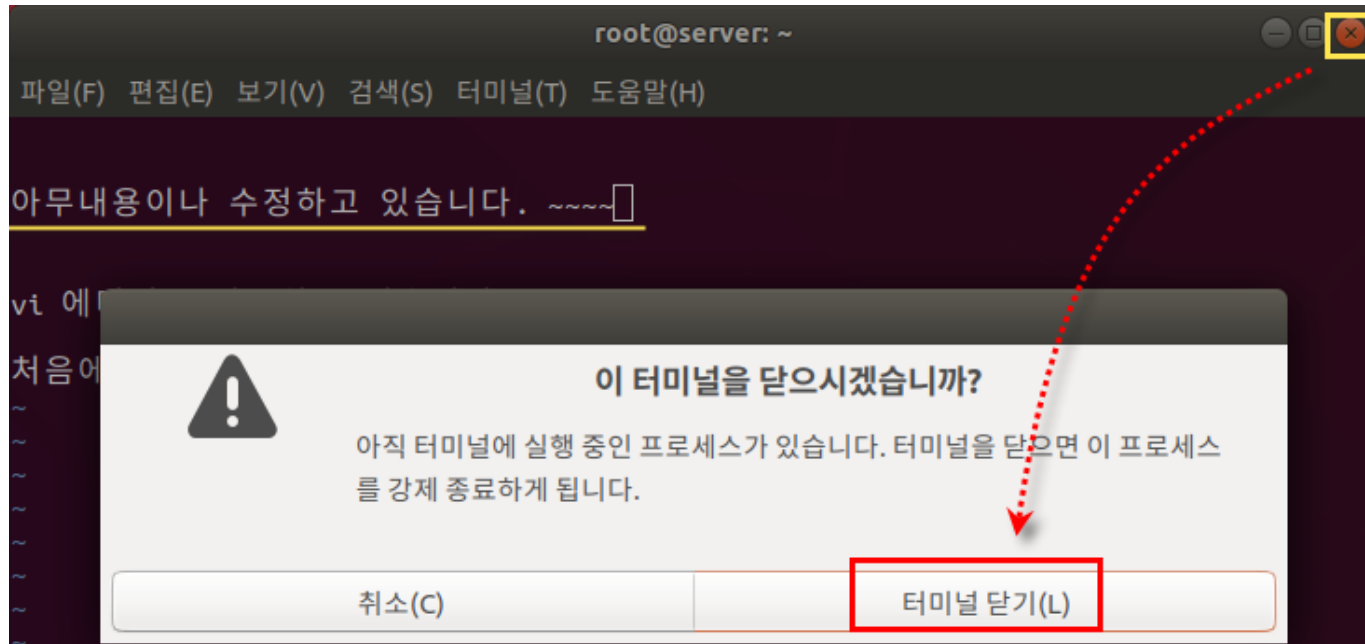 root@server: ~
파일(F) 편집(E) 보기(V) 검색(S) 터미널(T) 도움말(H)
아무내용이나 수정하고 있습니다. ~~~~
vi 에
처음에
이 터미널을 닫으시겠습니까?
아직 터미널에 실행 중인 프로세스가 있습니다. 터미널을 닫으면 이 프로세스
를 강제 종료하게 됩니다.
~
~
~
~
~
~
~
~
취소(C) 터미널 닫기(L)